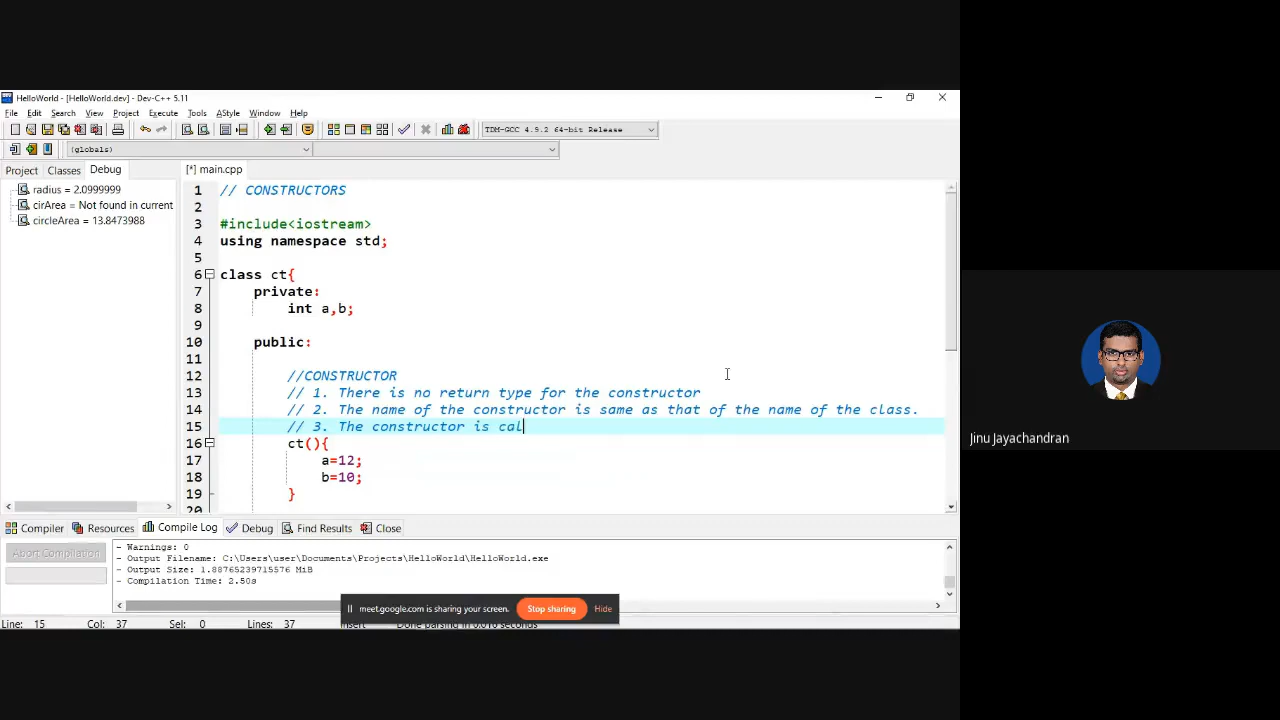 HelloWorld - [HelloWorld.dev] - Dev-C++ 5.11
File Edit Search View Project Execute Tools AStyle Window Help
TDM-GCC 4.9.2 64-bit Release
(globals)
Project Classes Debug
[*] main.cpp
radius = 2.0999999
cirArea = Not found in current
circleArea = 13.8473988
1 // CONSTRUCTORS
2
3 #include<iostream>
4 using namespace std;
5
6 class ct{
7 private:
8 int a,b;
9
10 public:
11
12 //CONSTRUCTOR
13 // 1. There is no return type for the constructor
14 // 2. The name of the constructor is same as that of the name of the class.
15 // 3. The constructor is cal
16 ct(){
17 a=12;
18 b=10;
19 }
20
Jinu Jayachandran
Compiler Resources Compile Log Debug Find Results Close
Abort Compilation
- Warnings: 0
- Output Filename: C:\Users\user\Documents\Projects\HelloWorld\HelloWorld.exe
- Output Size: 1.88765239715576 MiB
- Compilation Time: 2.50s
meet.google.com is sharing your screen. Stop sharing Hide
Line: 15 Col: 37 Sel: 0 Lines: 37 Insert Done parsing in 0.016 seconds